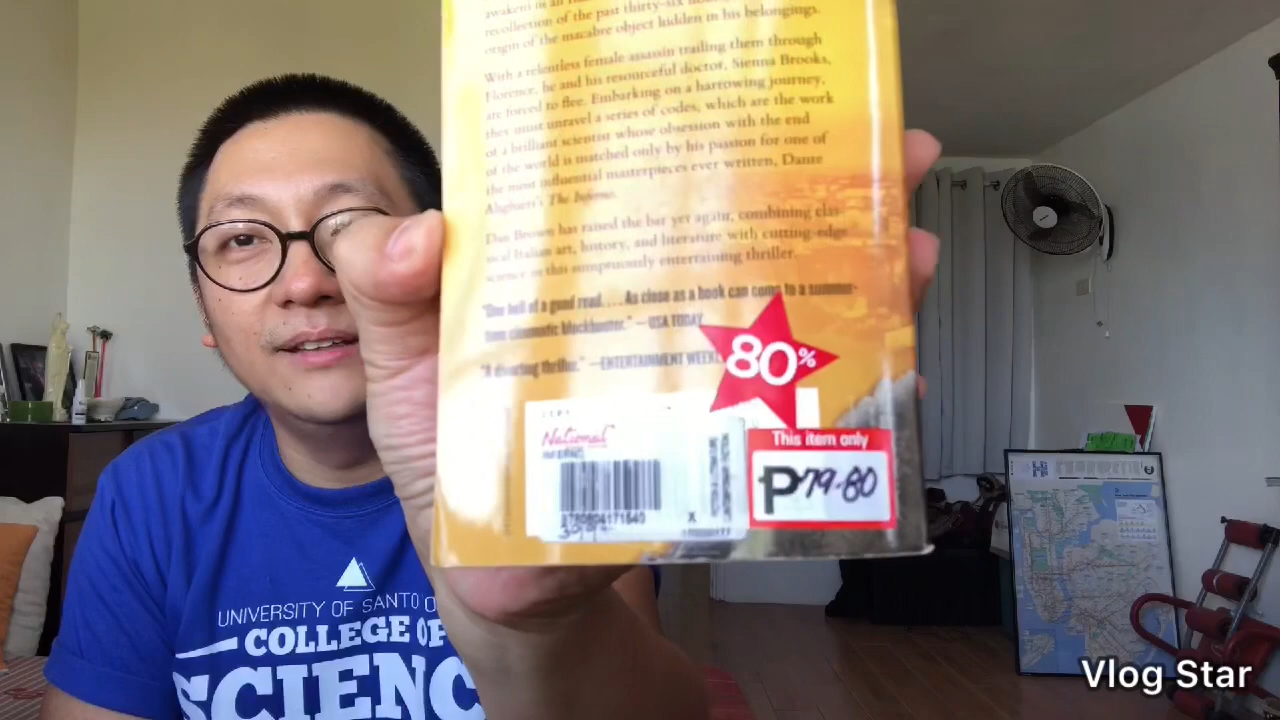 recollection of the past thirty-six
origin of the macabre object hidden in his belongings.
With a relentless female assassin trailing them through
Florence, he and his resourceful doctor, Sienna Brooks,
are forced to flee. Embarking on a harrowing journey,
they must unravel a series of codes, which are the work
of a brilliant scientist whose obsession with the end
of the world is matched only by his passion for one of
the most influential masterpieces ever written, Dante
Alighieri's The Inferno.
Dan Brown has raised the bar yet again, combining clas-
sical Italian art, history, and literature with cutting-edge
science in this sumptuously entertaining thriller.
"One hell of a good read.... As close as a book can come to a summer-
time cinematic blockbuster." —USA TODAY
"A diverting thriller." —ENTERTAINMENT WEEKL
80%
National
This item only
P79.80
X
UNIVERSITY OF SANTO
COLLEGE OF
SCIENC
Vlog Star